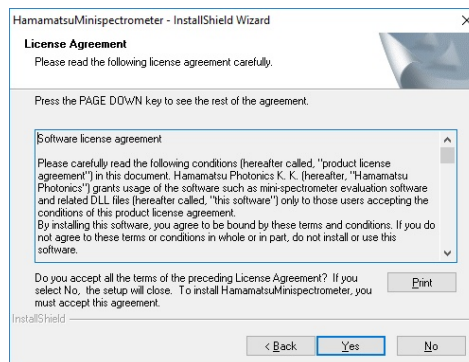 HamamatsuMinispectrometer - InstallShield Wizard
License Agreement
Please read the following license agreement carefully.
Press the PAGE DOWN key to see the rest of the agreement.
Software license agreement
Please carefully read the following conditions (hereafter called, "product license
agreement") in this document. Hamamatsu Photonics K. K. (hereafter, "Hamamatsu
Photonics") grants usage of the software such as mini-spectrometer evaluation software
and related DLL files (hereafter called, "this software") only to those users accepting the
conditions of this product license agreement.
By installing this software, you agree to be bound by these terms and conditions. If you do
not agree to these terms or conditions in whole or in part, do not install or use this
software.
Do you accept all the terms of the preceding License Agreement? If you
select No, the setup will close. To install HamamatsuMinispectrometer, you
must accept this agreement.
Print
InstallShield
< Back
Yes
No